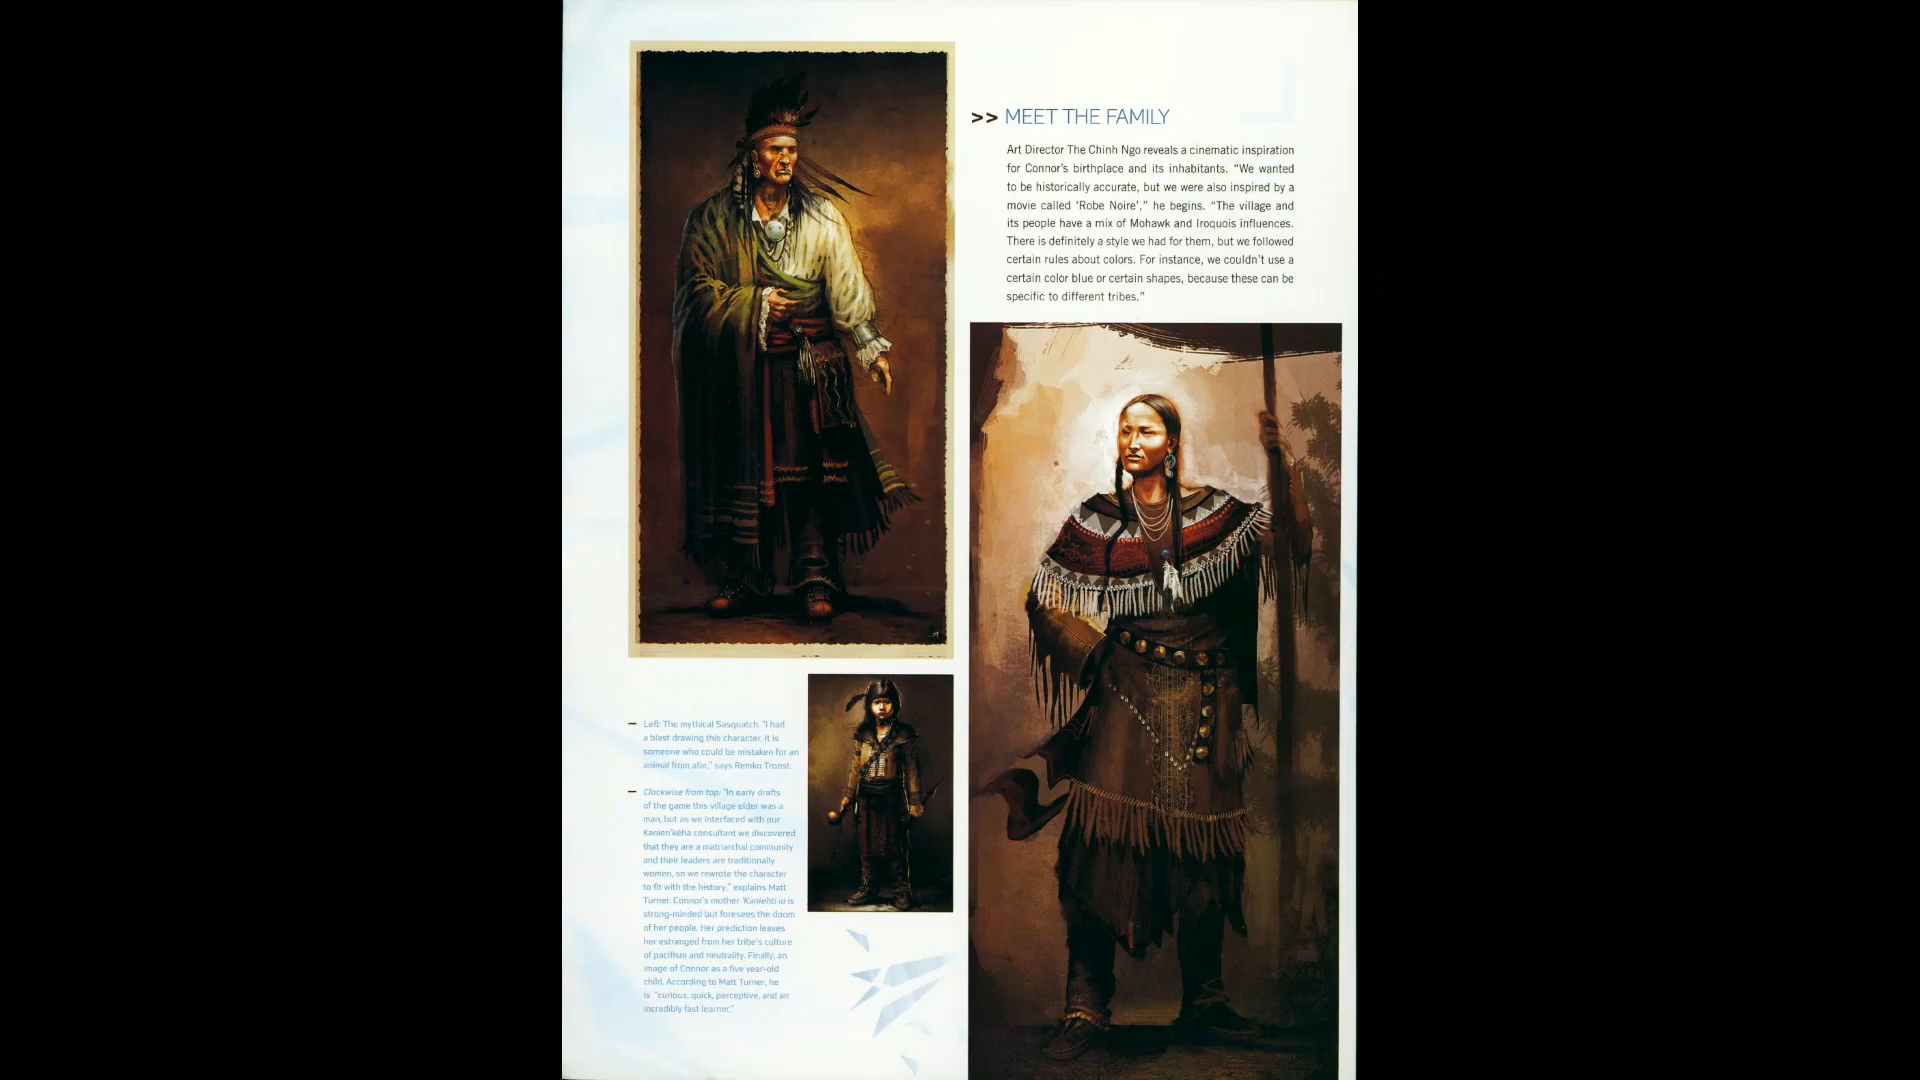 >> MEET THE FAMILY
Art Director The Chinh Ngo reveals a cinematic inspiration
for Connor's birthplace and its inhabitants. "We wanted
to be historically accurate, but we were also inspired by a
movie called 'Robe Noire'," he begins. "The village and
its people have a mix of Mohawk and Iroquois influences.
There is definitely a style we had for them, but we followed
certain rules about colors. For instance, we couldn't use a
certain color blue or certain shapes, because these can be
specific to different tribes."
– Left: The mythical Sasquatch. "I had
a blast drawing this character. It is
someone who could be mistaken for an
animal from afar," says Remko Troost.
– Clockwise from top: "In early drafts
of the game this village elder was a
man, but as we interfaced with our
Kanien'kéha consultant we discovered
that they are a matriarchal community
and their leaders are traditionally
women, so we rewrote the character
to fit with the history," explains Matt
Turner. Connor's mother 'Kaniehti:io is
strong-minded but foresees the doom
of her people. Her prediction leaves
her estranged from her tribe's culture
of pacifism and neutrality. Finally, an
image of Connor as a five year-old
child. According to Matt Turner, he
is "curious, quick, perceptive, and an
incredibly fast learner."